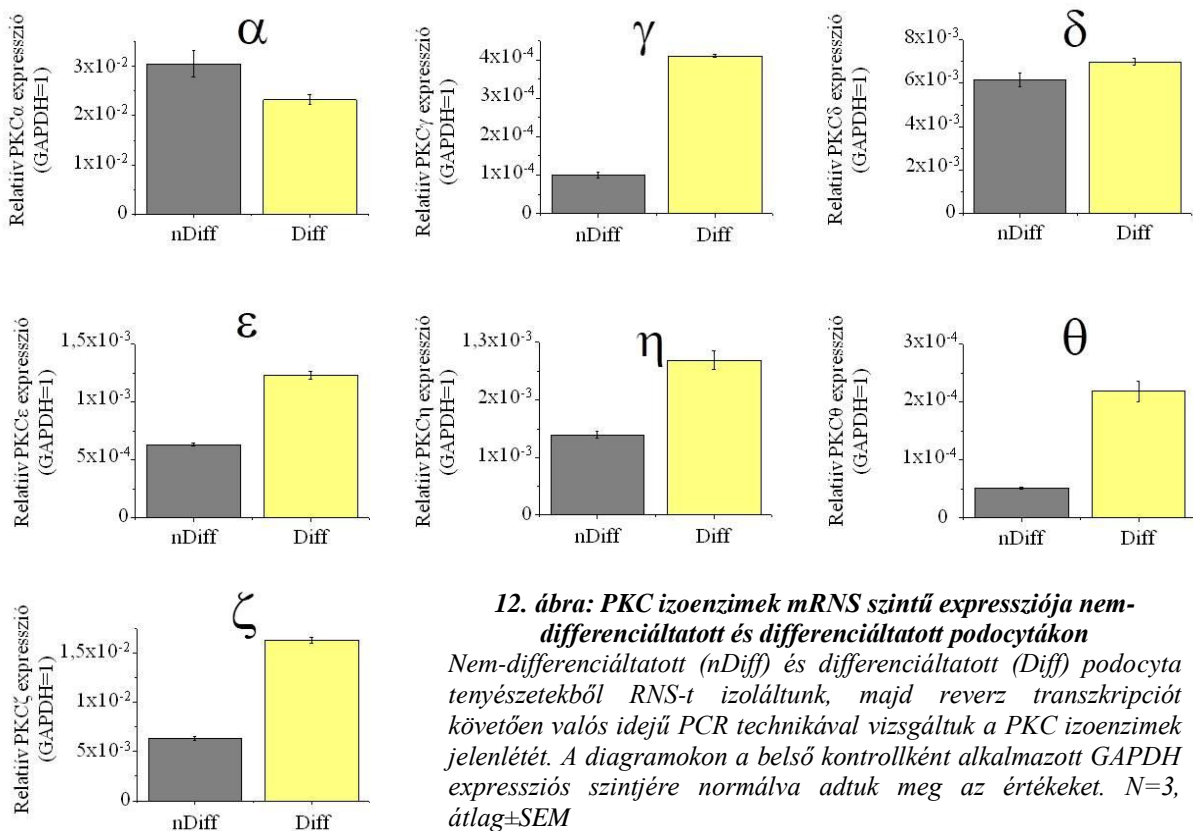 α
Relatív PKCα expresszió
(GAPDH=1)
3x10-2
2x10-2
1x10-2
0
nDiff Diff
γ
Relatív PKCγ expresszió
(GAPDH=1)
4x10-4
3x10-4
2x10-4
1x10-4
0
nDiff Diff
δ
Relatív PKCδ expresszió
(GAPDH=1)
8x10-3
6x10-3
4x10-3
2x10-3
0
nDiff Diff
ε
Relatív PKCε expresszió
(GAPDH=1)
1,5x10-3
1x10-3
5x10-4
0
nDiff Diff
η
Relatív PKCη expresszió
(GAPDH=1)
1,3x10-3
2x10-3
1x10-3
0
nDiff Diff
θ
Relatív PKCθ expresszió
(GAPDH=1)
3x10-4
2x10-4
1x10-4
0
nDiff Diff
ζ
Relatív PKCζ expresszió
(GAPDH=1)
1,5x10-2
1x10-2
5x10-3
0
nDiff Diff
12. ábra: PKC izoenzimek mRNS szintű expressziója nem-
differenciáltatott és differenciáltatott podocytákon
Nem-differenciáltatott (nDiff) és differenciáltatott (Diff) podocyta
tenyészetekből RNS-t izoláltunk, majd reverz transzkripciót
követően valós idejű PCR technikával vizsgáltuk a PKC izoenzimek
jelenlétét. A diagramokon a belső kontrollként alkalmazott GAPDH
expressziós szintjére normálva adtuk meg az értékeket. N=3,
átlag±SEM